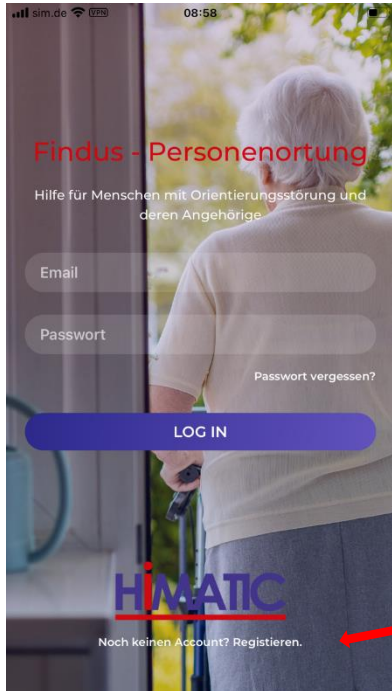 sim.de VPN 08:58
Findus - Personenortung
Hilfe für Menschen mit Orientierungsstörung und
deren Angehörige
Email
Passwort
Passwort vergessen?
LOG IN
HiMATIC
Noch keinen Account? Registieren.